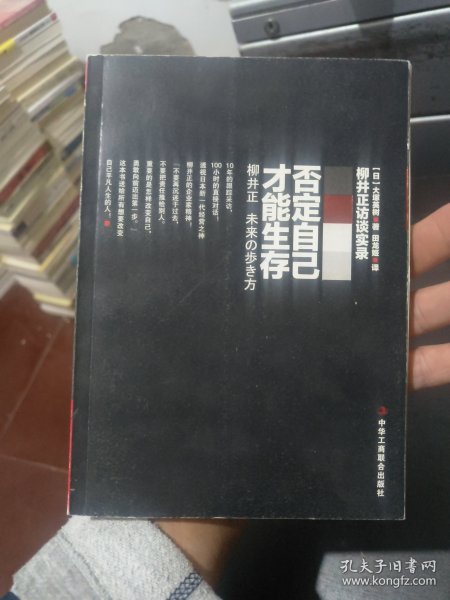 [日]大塚英树 著 田龙姬 译
柳井正访谈实录
否定自己
才能生存
柳井正 未来の歩き方
10年的跟踪采访，
100小时的直接对话，
透视日本新一代经营之神
柳井正的企业家精神。
“不要再沉迷于过去，
不要把责任推给别人，
重要的是怎样改变自己，
勇敢向前迈出第一步。”
这本书送给所有想要改变
自己平凡人生的人。
中华工商联合出版社
孔夫子旧书网
www.kongfz.com